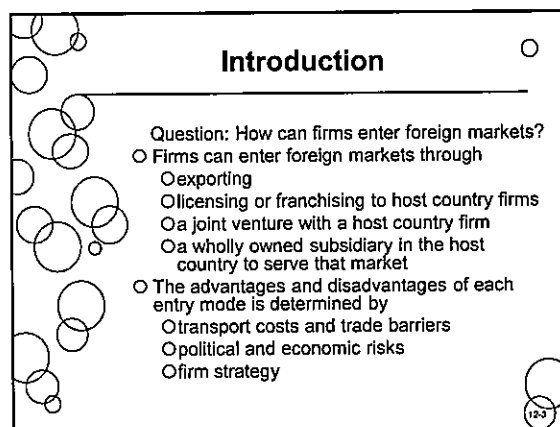 Introduction
Question: How can firms enter foreign markets?
Firms can enter foreign markets through
exporting
licensing or franchising to host country firms
a joint venture with a host country firm
a wholly owned subsidiary in the host
country to serve that market
The advantages and disadvantages of each
entry mode is determined by
transport costs and trade barriers
political and economic risks
firm strategy
12-3